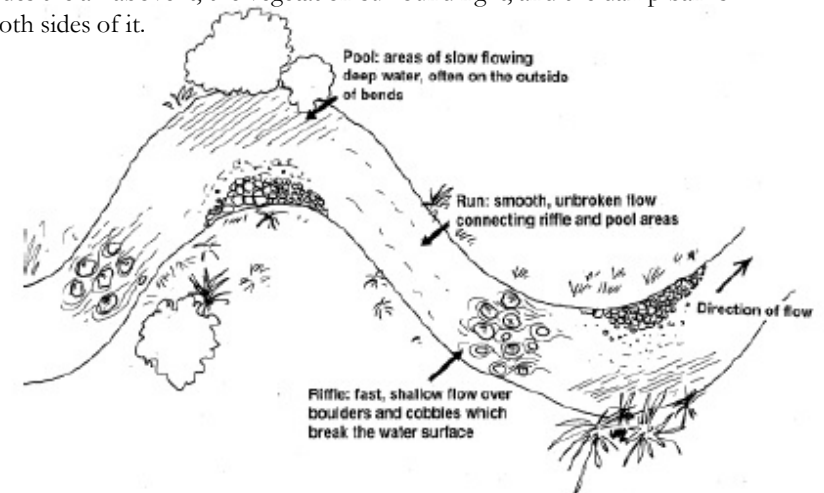 oth sides of it.
Pool: areas of slow flowing
deep water, often on the outside
of bends
Run: smooth, unbroken flow
connecting riffle and pool areas
Direction of flow
Riffle: fast, shallow flow over
boulders and cobbles which
break the water surface